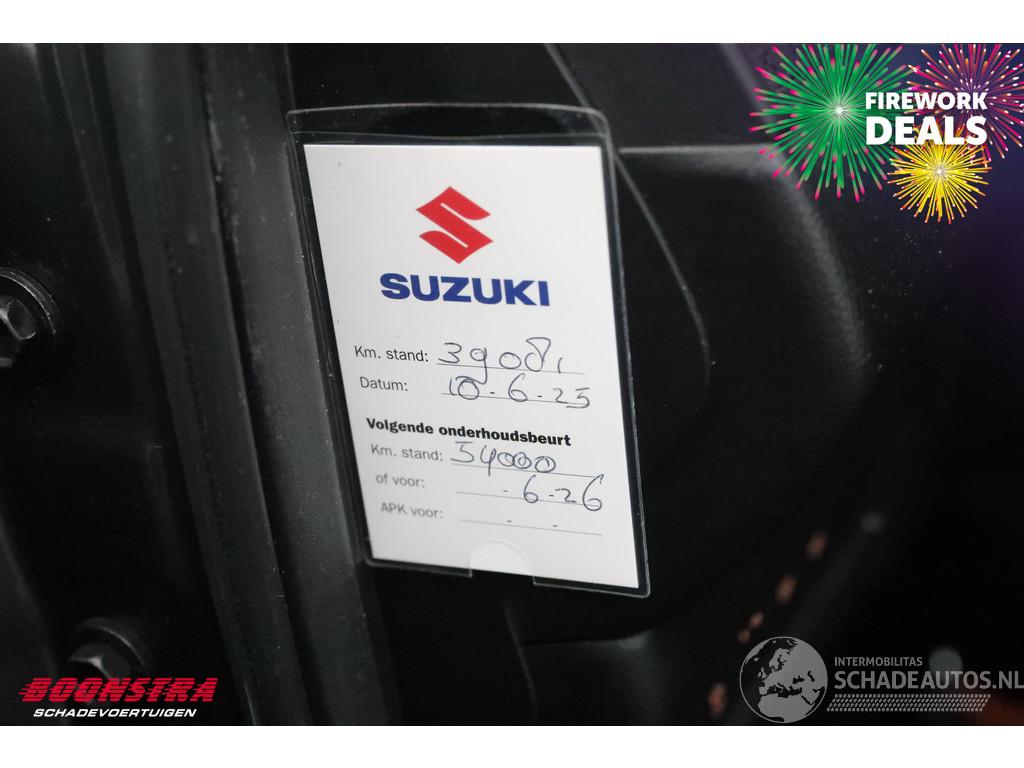 FIREWORK
DEALS
SUZUKI
Km. stand: 39081
Datum: 10-6-25
Volgende onderhoudsbeurt
Km. stand: 54000
of voor: -6-26
APK voor: - -
BOONSTRA
SCHADEVOERTUIGEN
INTERMOBILITAS
SCHADEAUTOS.NL